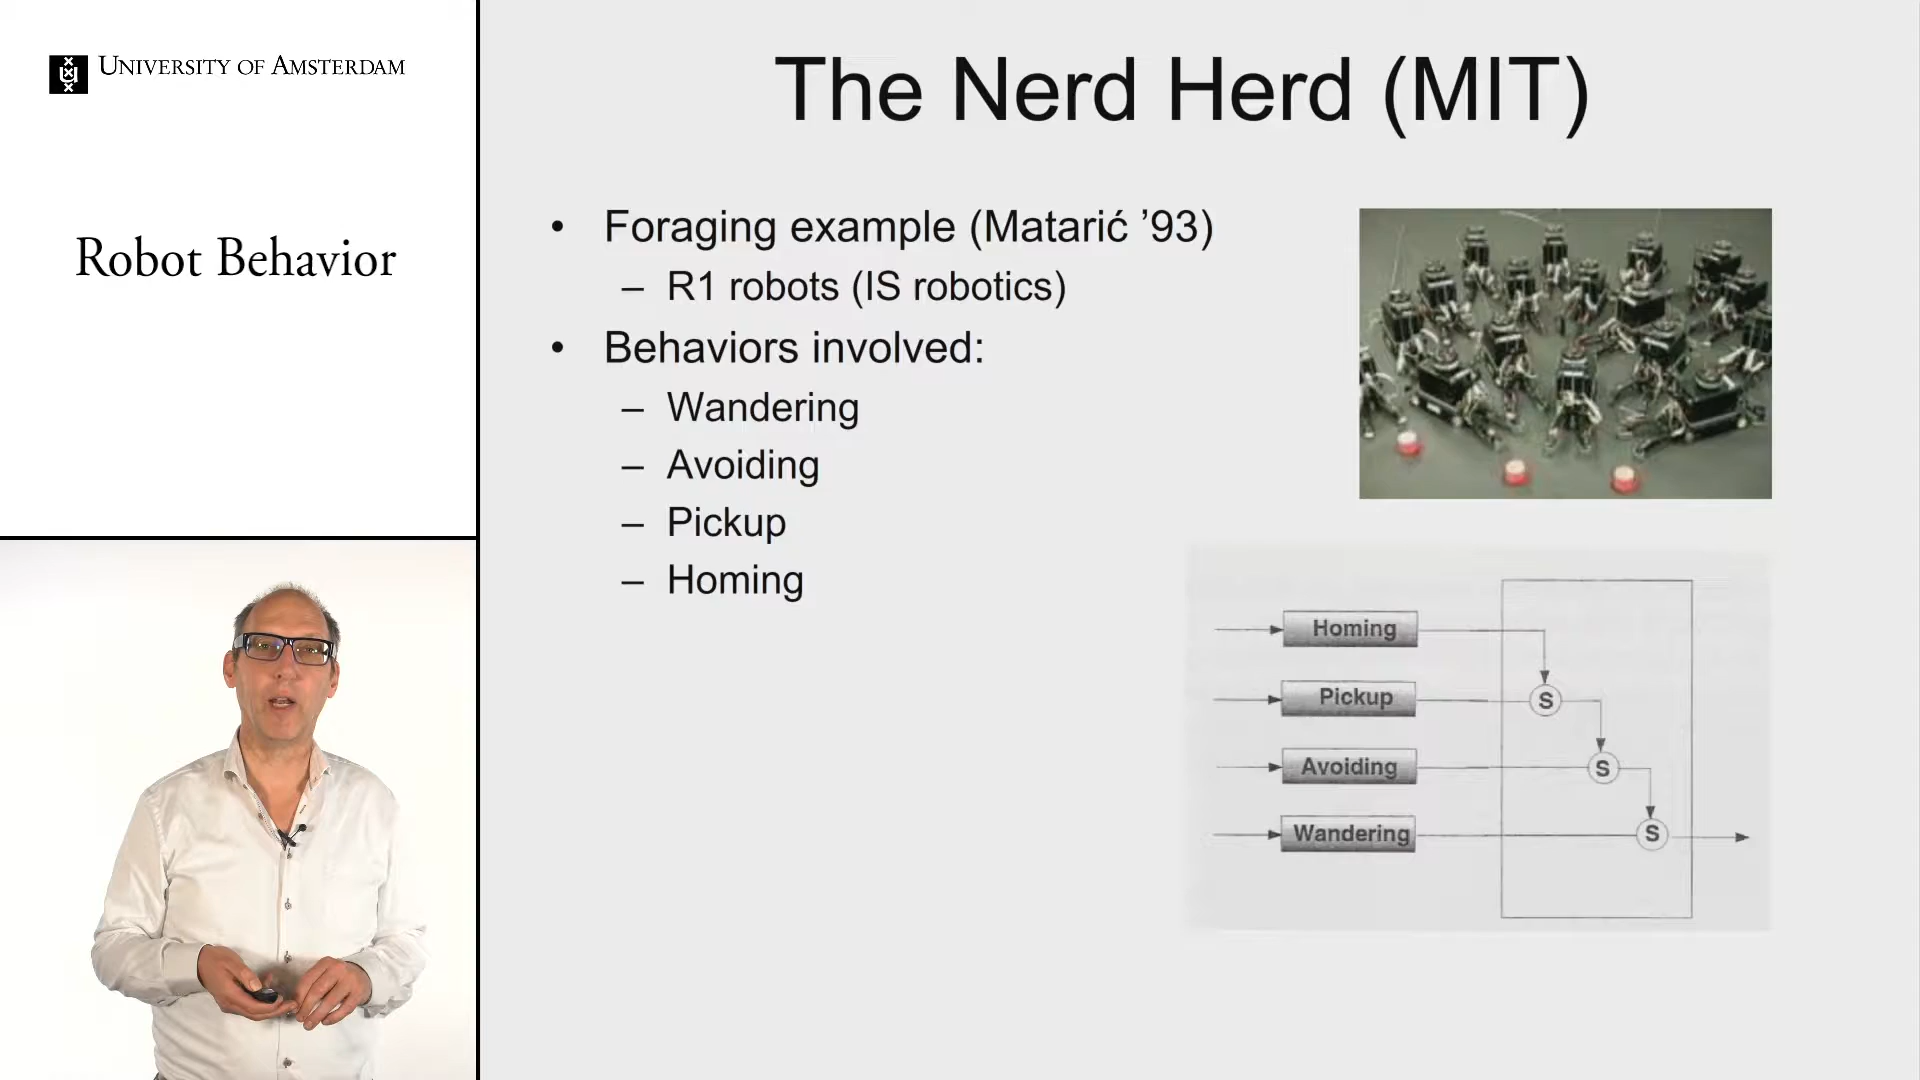 UNIVERSITY OF AMSTERDAM
Robot Behavior
The Nerd Herd (MIT)
• Foraging example (Matarić ’93)
– R1 robots (IS robotics)
• Behaviors involved:
– Wandering
– Avoiding
– Pickup
– Homing
Homing
Pickup
S
Avoiding
S
Wandering
S